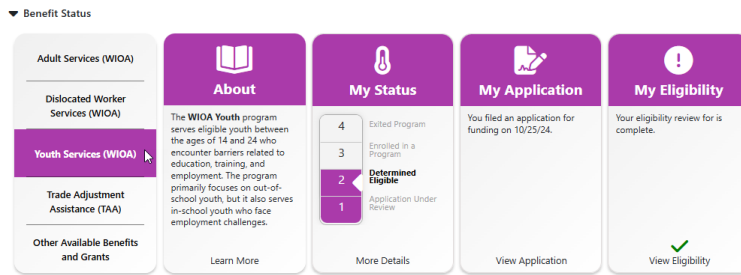 Benefit Status
Adult Services (WIOA)
Dislocated Worker
Services (WIOA)
Youth Services (WIOA)
Trade Adjustment
Assistance (TAA)
Other Available Benefits
and Grants
About
The WIOA Youth program
serves eligible youth between
the ages of 14 and 24 who
encounter barriers related to
education, training, and
employment. The program
primarily focuses on out-of-
school youth, but it also serves
in-school youth who face
employment challenges.
Learn More
My Status
4 Exited Program
3 Enrolled in a
Program
2 Determined
Eligible
1 Application Under
Review
More Details
My Application
You filed an application for
funding on 10/25/24.
View Application
My Eligibility
Your eligibility review for is
complete.
View Eligibility